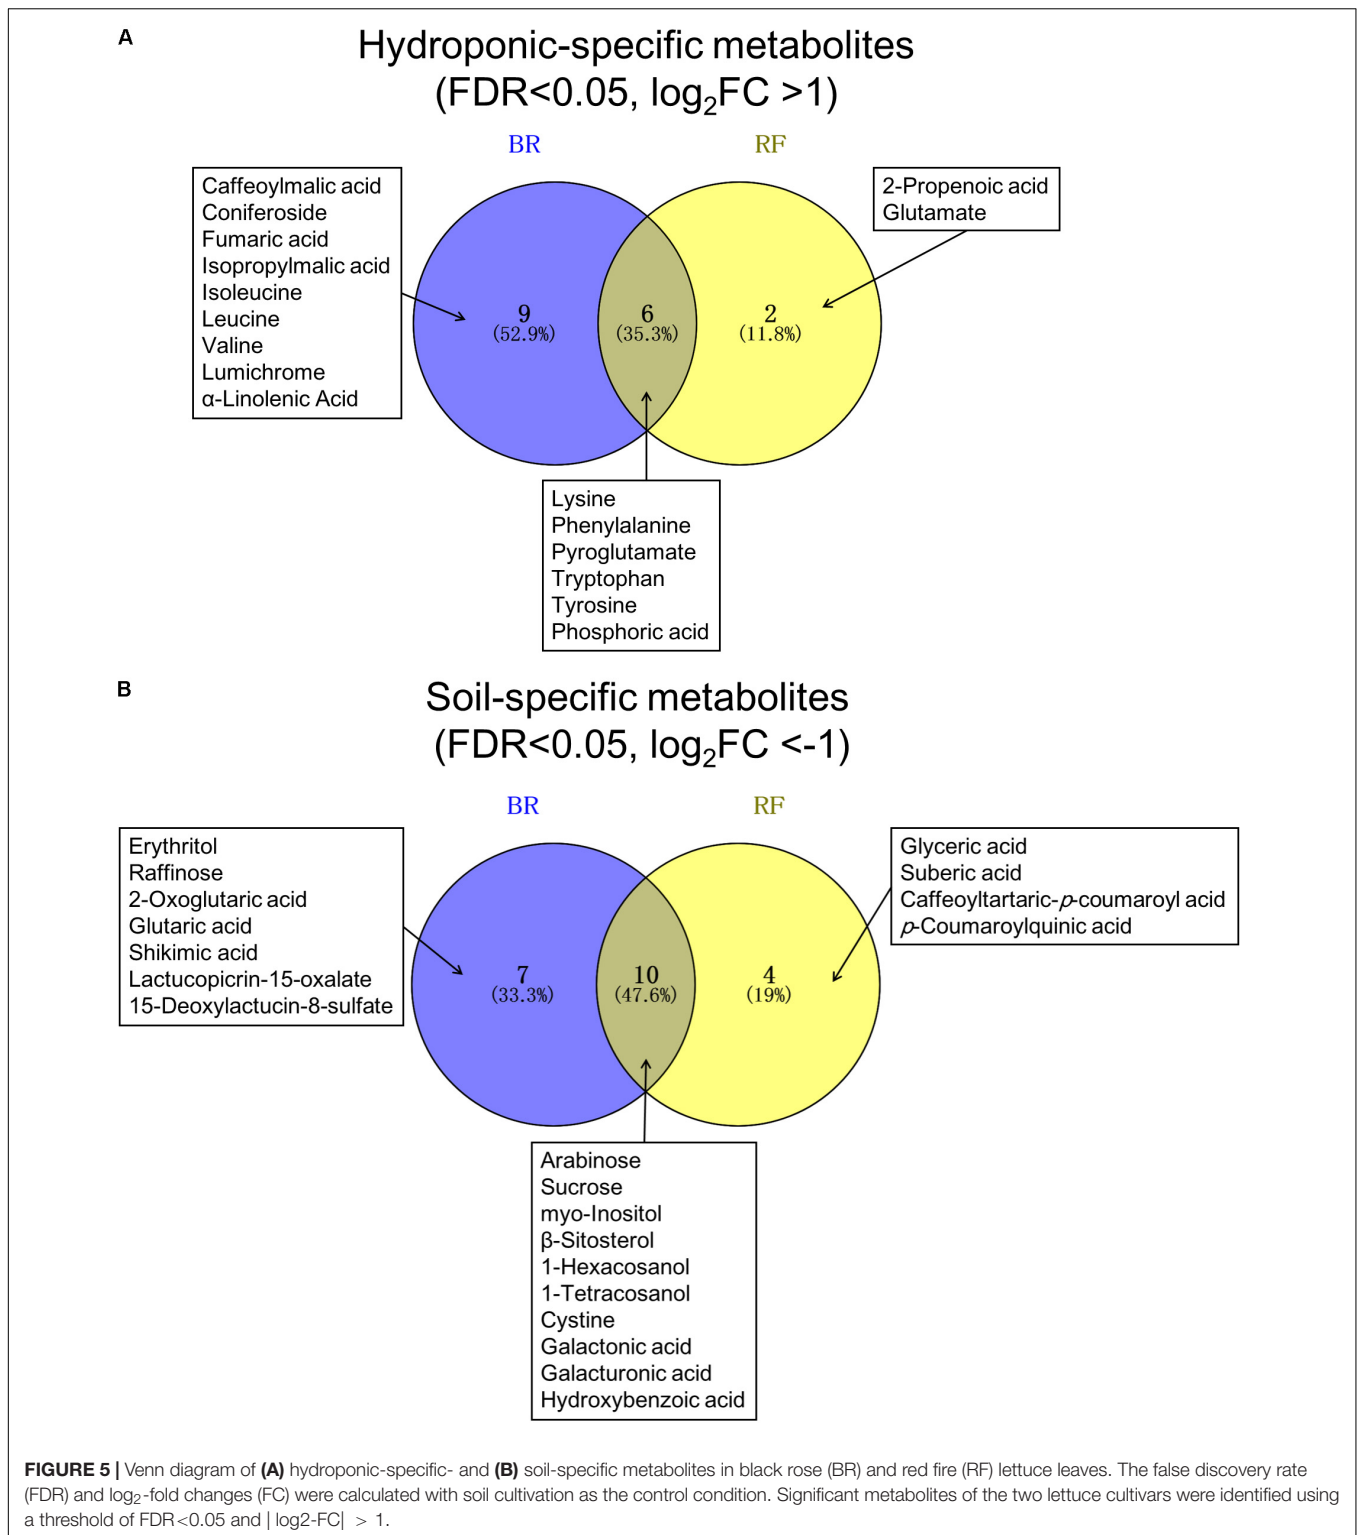 A
Hydroponic-specific metabolites
(FDR<0.05, log₂FC >1)
BR
RF
Caffeoylmalic acid
Coniferoside
Fumaric acid
Isopropylmalic acid
Isoleucine
Leucine
Valine
Lumichrome
α-Linolenic Acid
2-Propenoic acid
Glutamate
9
(52.9%)
6
(35.3%)
2
(11.8%)
Lysine
Phenylalanine
Pyroglutamate
Tryptophan
Tyrosine
Phosphoric acid
B
Soil-specific metabolites
(FDR<0.05, log₂FC <-1)
BR
RF
Erythritol
Raffinose
2-Oxoglutaric acid
Glutaric acid
Shikimic acid
Lactucopicrin-15-oxalate
15-Deoxylactucin-8-sulfate
Glyceric acid
Suberic acid
Caffeoyltartaric-p-coumaroyl acid
p-Coumaroylquinic acid
7
(33.3%)
10
(47.6%)
4
(19%)
Arabinose
Sucrose
myo-Inositol
β-Sitosterol
1-Hexacosanol
1-Tetracosanol
Cystine
Galactonic acid
Galacturonic acid
Hydroxybenzoic acid
FIGURE 5 | Venn diagram of (A) hydroponic-specific- and (B) soil-specific metabolites in black rose (BR) and red fire (RF) lettuce leaves. The false discovery rate
(FDR) and log₂-fold changes (FC) were calculated with soil cultivation as the control condition. Significant metabolites of the two lettuce cultivars were identified using
a threshold of FDR<0.05 and | log2-FC| > 1.